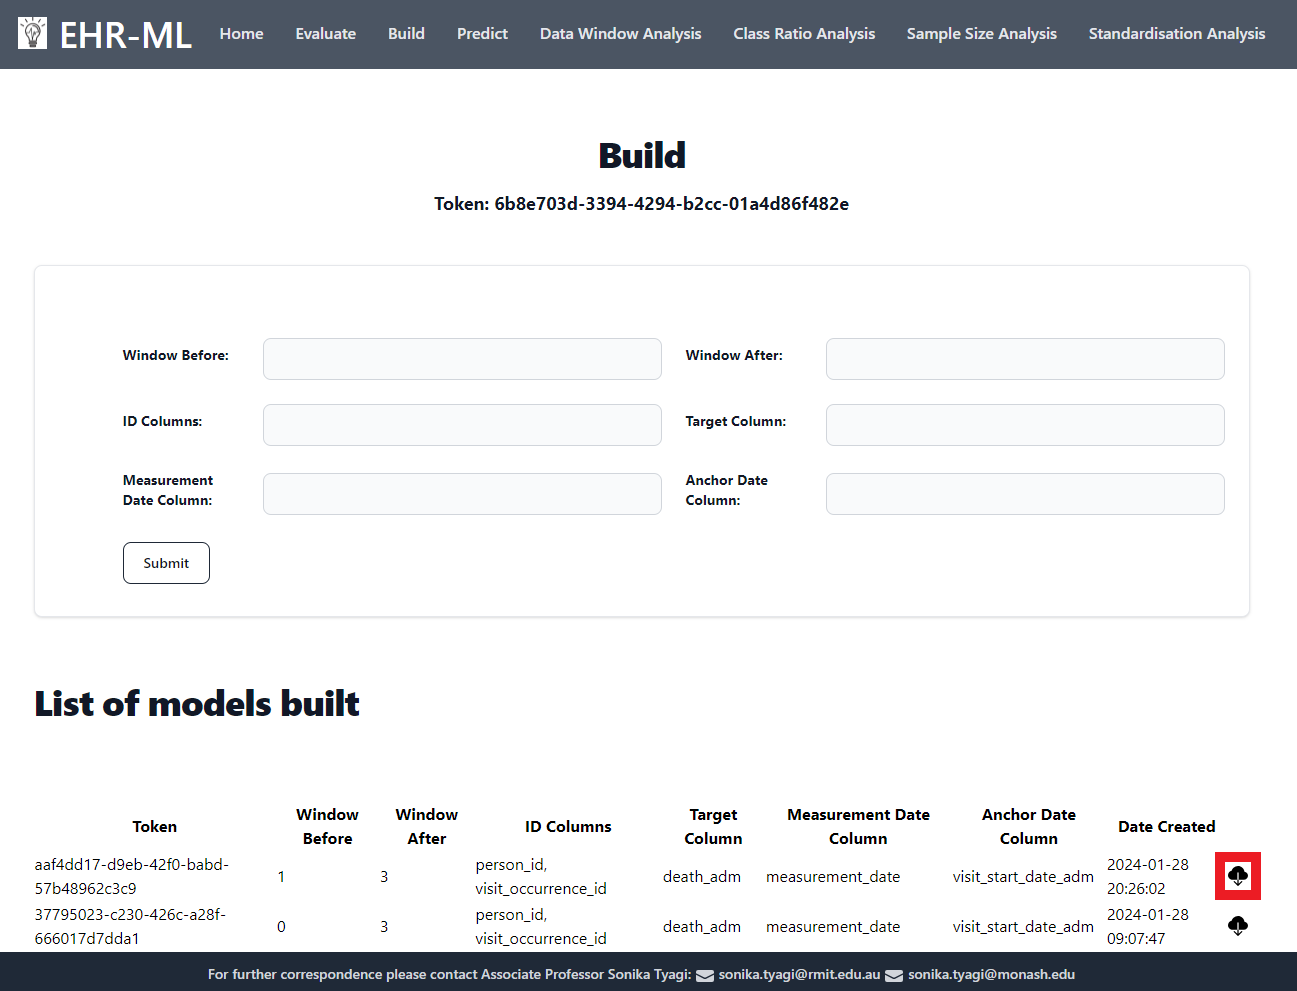 EHR-ML Home Evaluate Build Predict Data Window Analysis Class Ratio Analysis Sample Size Analysis Standardisation Analysis
Build
Token: 6b8e703d-3394-4294-b2cc-01a4d86f482e
Window Before: Window After:
ID Columns: Target Column:
Measurement Date Column: Anchor Date Column:
Submit
List of models built
Token Window Before Window After ID Columns Target Column Measurement Date Column Anchor Date Column Date Created
aaf4dd17-d9eb-42f0-babd-57b48962c3c9 1 3 person_id, visit_occurrence_id death_adm measurement_date visit_start_date_adm 2024-01-28 20:26:02
37795023-c230-426c-a28f-666017d7dda1 0 3 person_id, visit_occurrence_id death_adm measurement_date visit_start_date_adm 2024-01-28 09:07:47
For further correspondence please contact Associate Professor Sonika Tyagi: sonika.tyagi@rmit.edu.au sonika.tyagi@monash.edu